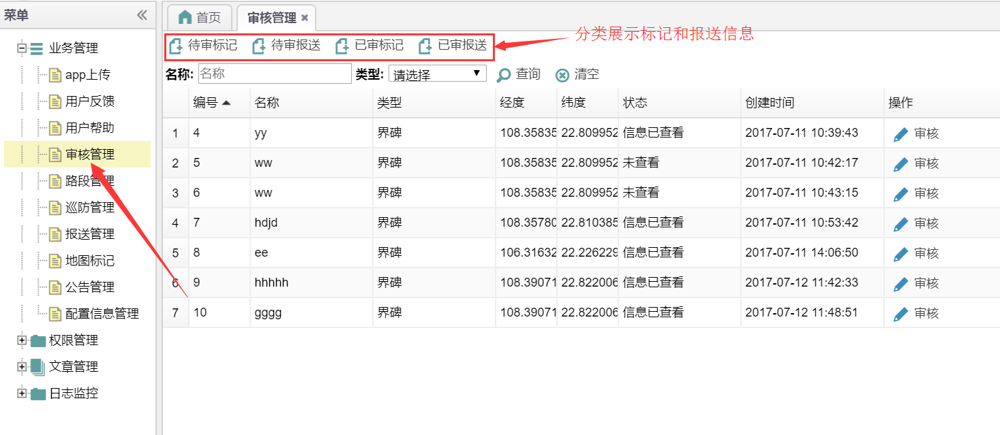 菜单
首页
审核管理
分类展示标记和报送信息
业务管理
app上传
用户反馈
用户帮助
审核管理
路段管理
巡防管理
报送管理
地图标记
公告管理
配置信息管理
权限管理
文章管理
日志监控
待审标记 待审报送 已审标记 已审报送
名称: 名称 类型: 请选择 查询 清空
编号 名称 类型 经度 纬度 状态 创建时间 操作
1 4 yy 界碑 108.35835 22.809952 信息已查看 2017-07-11 10:39:43 审核
2 5 ww 界碑 108.35835 22.809952 未查看 2017-07-11 10:42:17 审核
3 6 ww 界碑 108.35835 22.809952 未查看 2017-07-11 10:43:15 审核
4 7 hdjd 界碑 108.35780 22.810385 信息已查看 2017-07-11 10:53:42 审核
5 8 ee 界碑 106.31632 22.226229 信息已查看 2017-07-11 14:06:50 审核
6 9 hhhhh 界碑 108.39071 22.822006 信息已查看 2017-07-12 11:42:33 审核
7 10 gggg 界碑 108.39071 22.822006 信息已查看 2017-07-12 11:48:51 审核